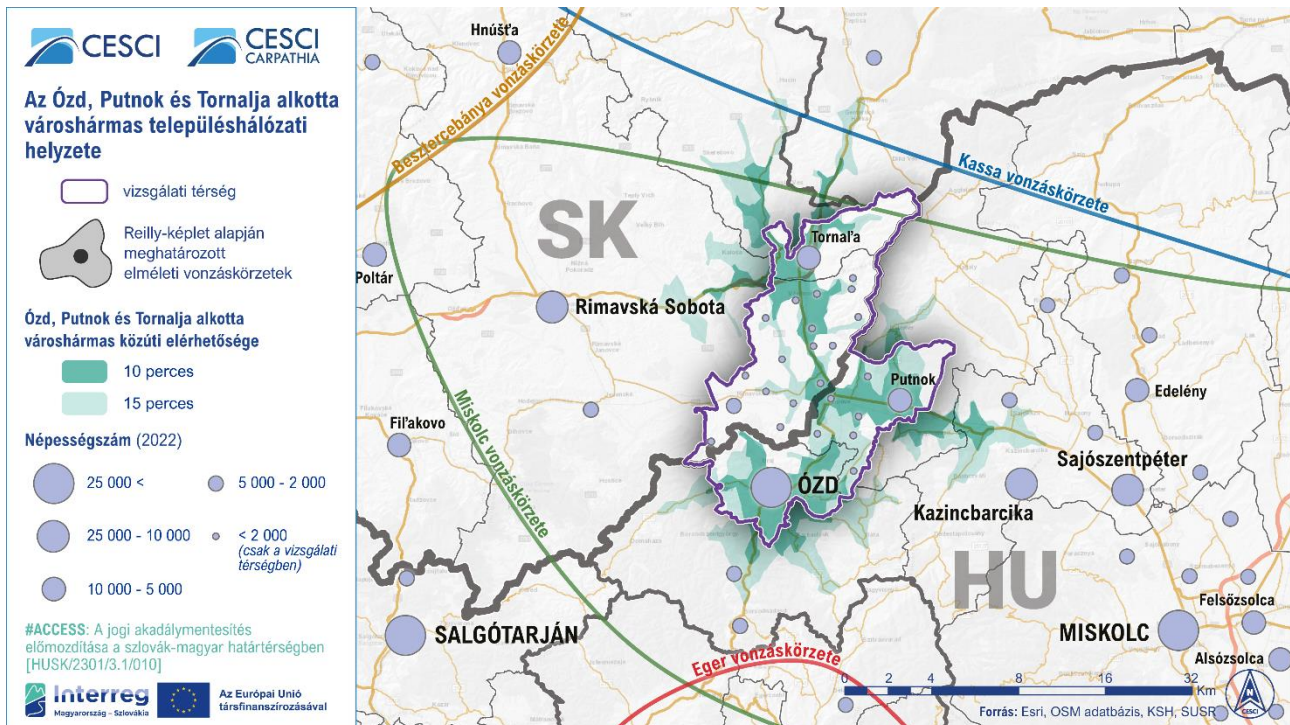 CESCI
CESCI
CARPATHIA
Az Ózd, Putnok és Tornalja alkotta
városhármas településhálózati
helyzete
vizsgálati térség
Reilly-képlet alapján
meghatározott
elméleti vonzáskörzetek
Ózd, Putnok és Tornalja alkotta
városhármas közúti elérhetősége
10 perces
15 perces
Népességszám (2022)
25 000 <
5 000 - 2 000
25 000 - 10 000
< 2 000
(csak a vizsgálati
térségben)
10 000 - 5 000
#ACCESS: A jogi akadálymentesítés
előmozdítása a szlovák-magyar határtérségben
[HUSK/2301/3.1/010]
Interreg
Magyarország – Szlovákia
Az Európai Unió
társfinanszírozásával
Hnúšťa
Besztercebánya vonzáskörzete
Kassa vonzáskörzete
SK
Tornaľa
Poltár
Rimavská Sobota
Putnok
Edelény
Miskolc vonzáskörzete
Fiľakovo
Sajószentpéter
ÓZD
Kazincbarcika
HU
Felsőzsolca
SALGÓTARJÁN
MISKOLC
Alsózsolca
Eger vonzáskörzete
0 2 4 8 16 32
Km
Forrás: Esri, OSM adatbázis, KSH, SUSR
N
CESCI